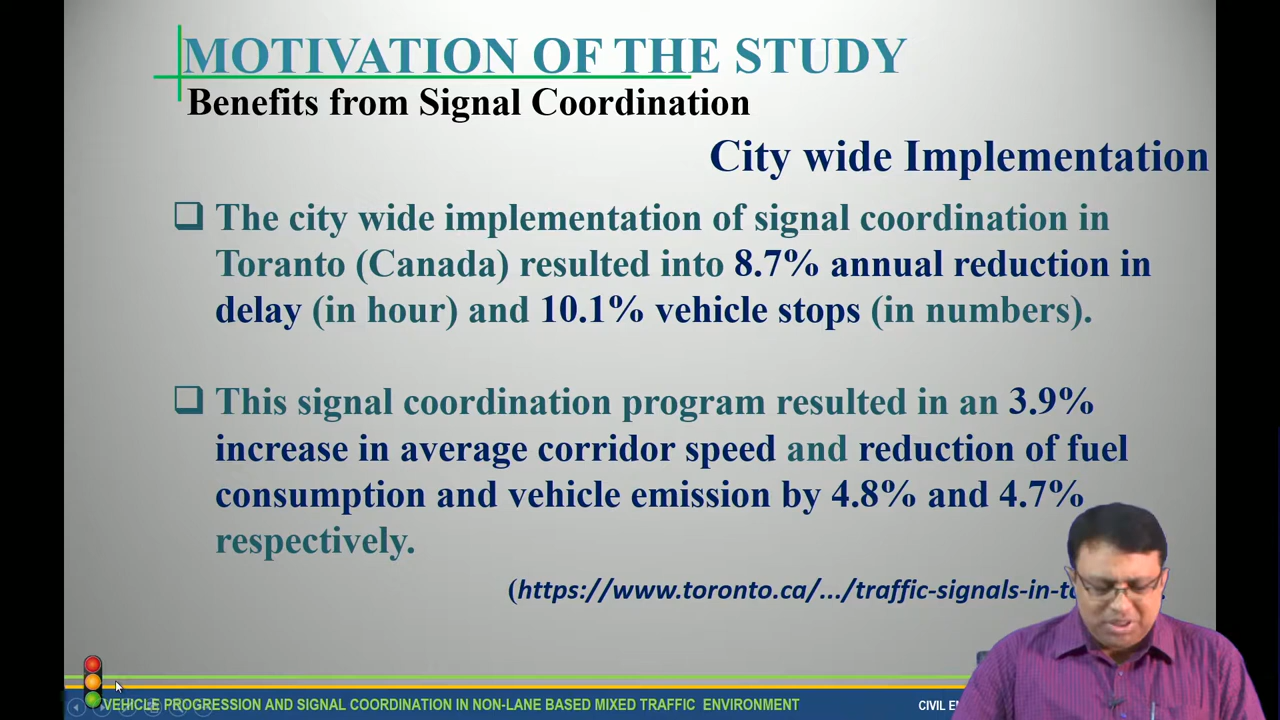 MOTIVATION OF THE STUDY
Benefits from Signal Coordination
City wide Implementation
The city wide implementation of signal coordination in
Toranto (Canada) resulted into 8.7% annual reduction in
delay (in hour) and 10.1% vehicle stops (in numbers).
This signal coordination program resulted in an 3.9%
increase in average corridor speed and reduction of fuel
consumption and vehicle emission by 4.8% and 4.7%
respectively.
(https://www.toronto.ca/.../traffic-signals-in-
VEHICLE PROGRESSION AND SIGNAL COORDINATION IN NON-LANE BASED MIXED TRAFFIC ENVIRONMENT
CIVIL